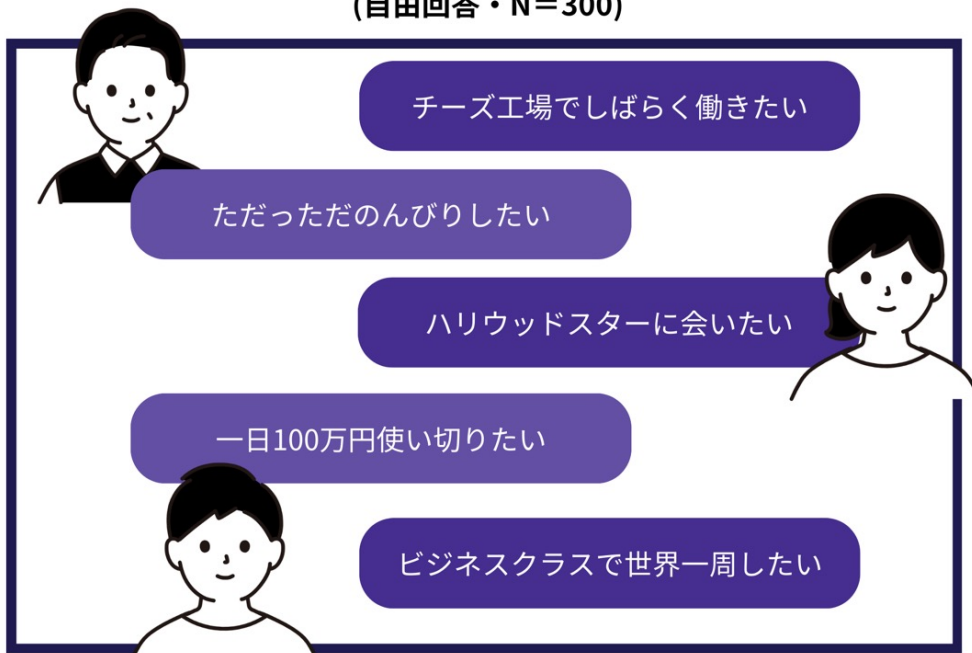 (自由回答・N＝300)
チーズ工場でしばらく働きたい
ただっただのんびりしたい
ハリウッドスターに会いたい
一日100万円使い切りたい
ビジネスクラスで世界一周したい